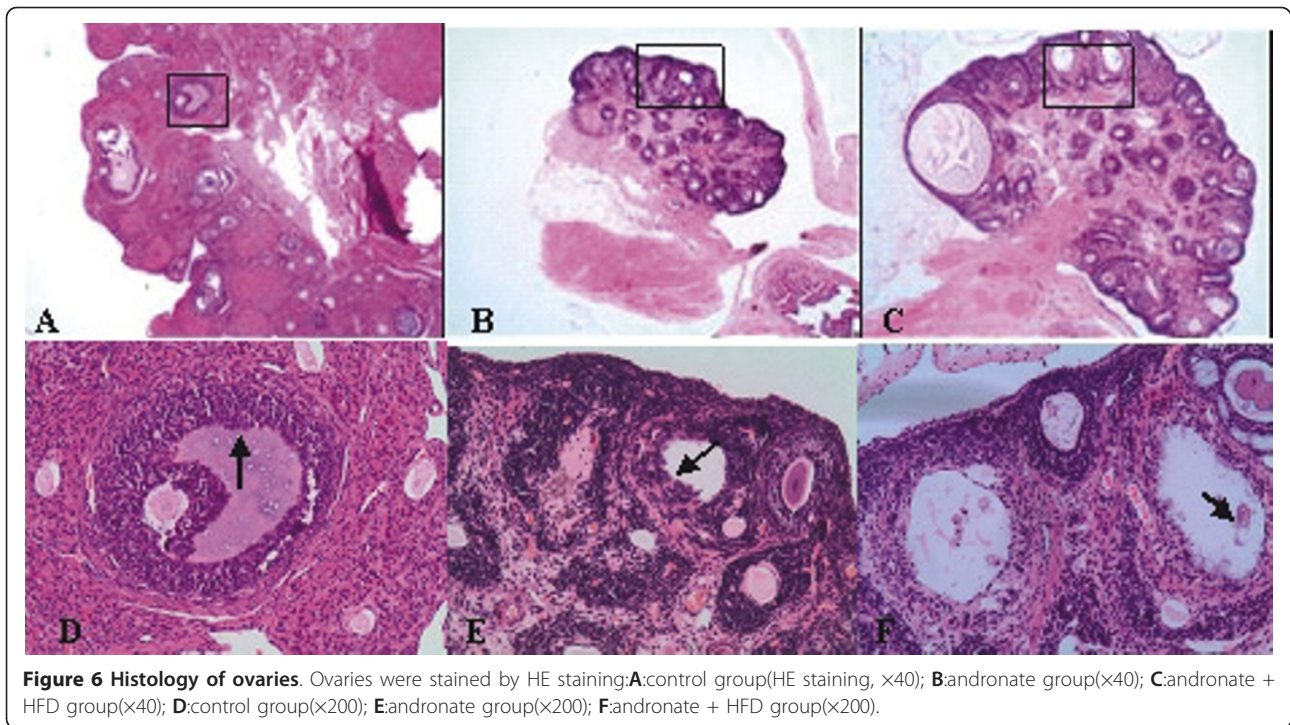 A
B
C
D
E
F
Figure 6 Histology of ovaries. Ovaries were stained by HE staining:A:control group(HE staining, ×40); B:andronate group(×40); C:andronate +
HFD group(×40); D:control group(×200); E:andronate group(×200); F:andronate + HFD group(×200).